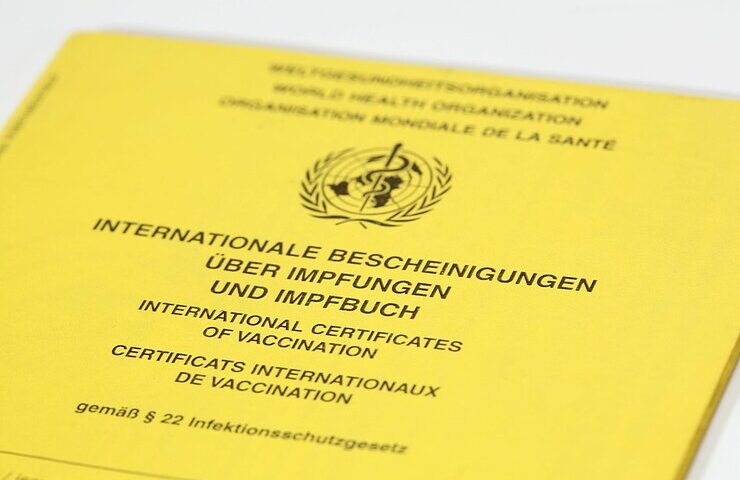 WELTGESUNDHEITSORGANISATION
WORLD HEALTH ORGANIZATION
ORGANISATION MONDIALE DE LA SANTÉ
INTERNATIONALE BESCHEINIGUNGEN
ÜBER IMPFUNGEN
UND IMPFBUCH
INTERNATIONAL CERTIFICATES
OF VACCINATION
CERTIFICATS INTERNATIONAUX
DE VACCINATION
gemäß § 22 Infektionsschutzgesetz